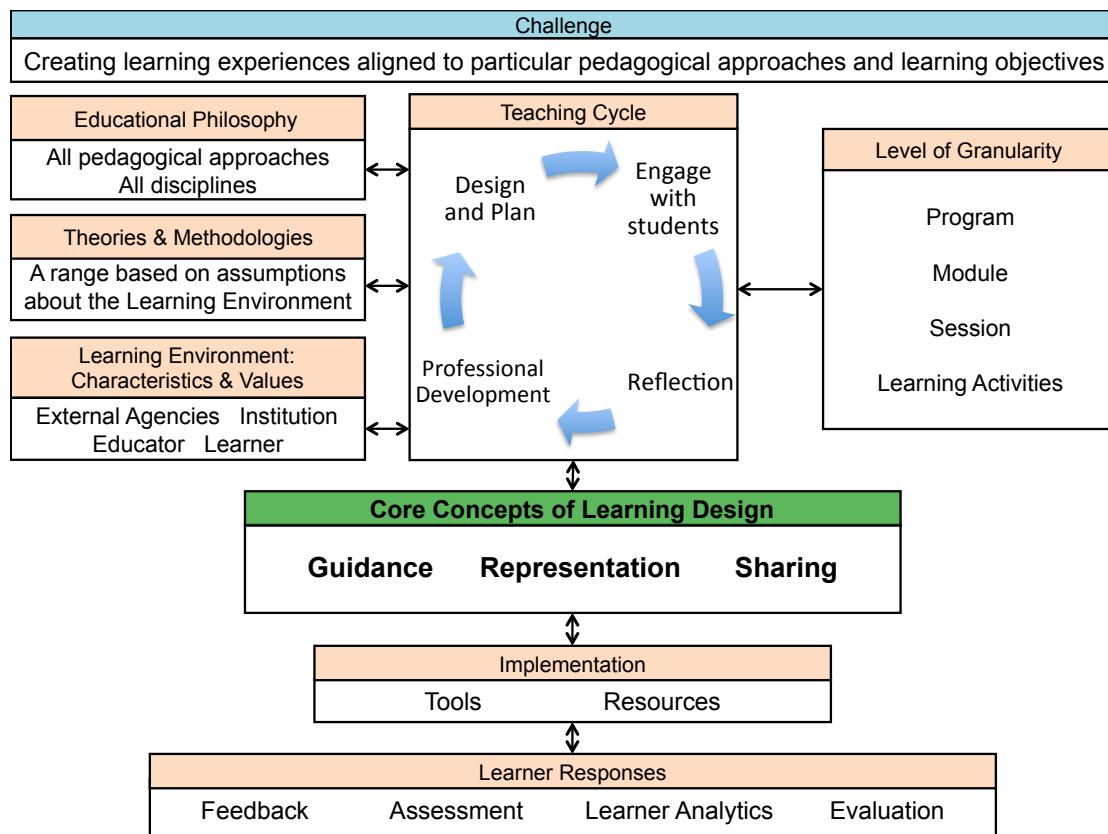 Challenge
Creating learning experiences aligned to particular pedagogical approaches and learning objectives
Educational Philosophy
All pedagogical approaches
All disciplines
Theories & Methodologies
A range based on assumptions
about the Learning Environment
Learning Environment:
Characteristics & Values
External Agencies Institution
Educator Learner
Teaching Cycle
Design
and Plan
Engage
with
students
Reflection
Professional
Development
Level of Granularity
Program
Module
Session
Learning Activities
Core Concepts of Learning Design
Guidance Representation Sharing
Implementation
Tools Resources
Learner Responses
Feedback Assessment Learner Analytics Evaluation